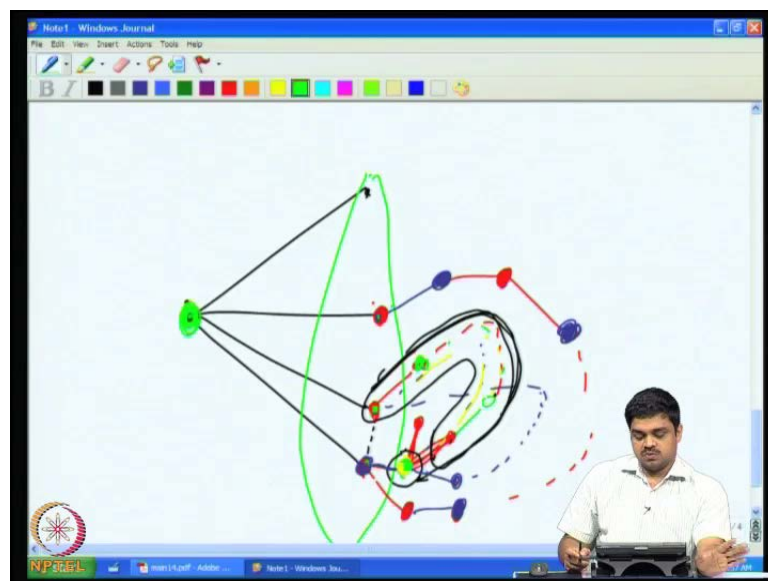 Note1 - Windows Journal
File Edit View Insert Actions Tools Help
B I
NPTEL
main14.pdf - Adobe ...
Note1 - Windows Jou...